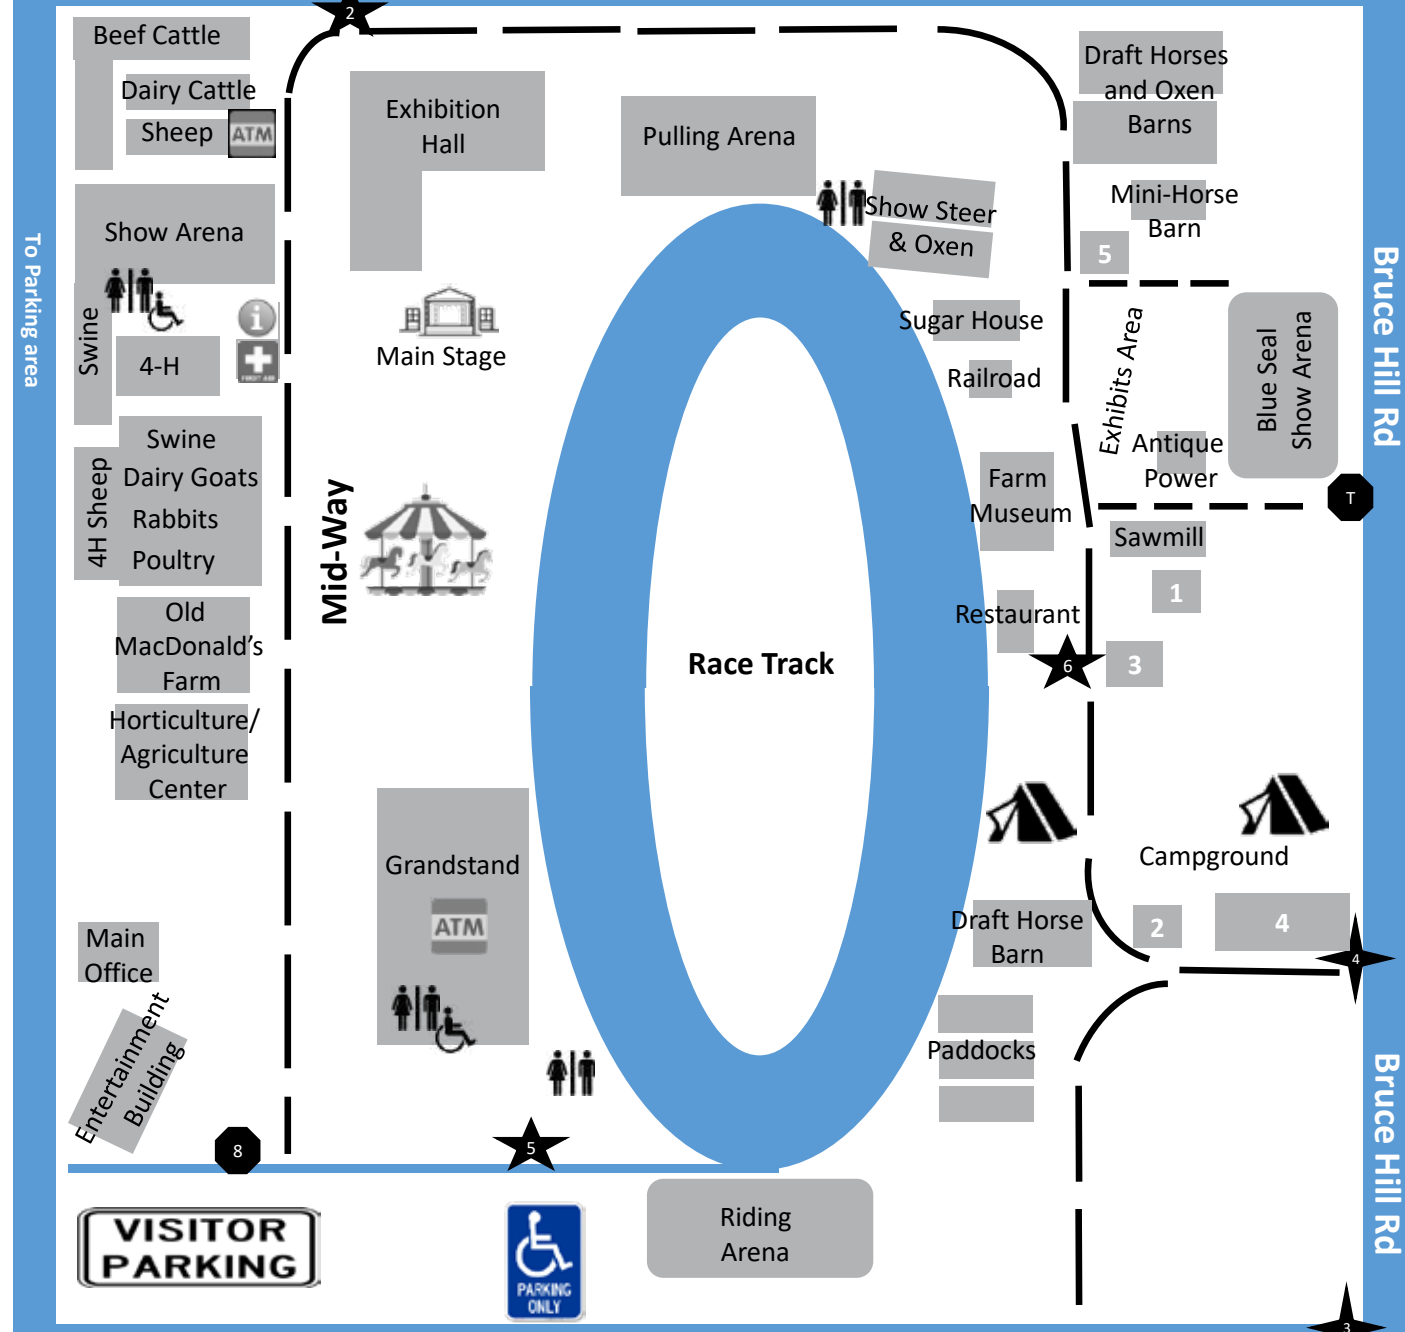 2
Beef Cattle
Dairy Cattle
Sheep
ATM
Exhibition
Hall
Pulling Arena
Draft Horses
and Oxen
Barns
Mini-Horse
Barn
5
Show Steer
& Oxen
Show Arena
To Parking area
Swine
4-H
i
FIRST AID
Main Stage
Sugar House
Railroad
Exhibits Area
Blue Seal
Show Arena
Bruce Hill Rd
Antique
Power
T
Swine
Dairy Goats
Rabbits
Poultry
4H Sheep
Mid-Way
Farm
Museum
Sawmill
1
Old
MacDonald's
Farm
Restaurant
6
3
Race Track
Horticulture/
Agriculture
Center
Grandstand
ATM
Campground
Draft Horse
Barn
2
4
4
Main
Office
Entertainment
Building
Paddocks
Bruce Hill Rd
8
5
VISITOR
PARKING
PARKING
ONLY
Riding
Arena
3